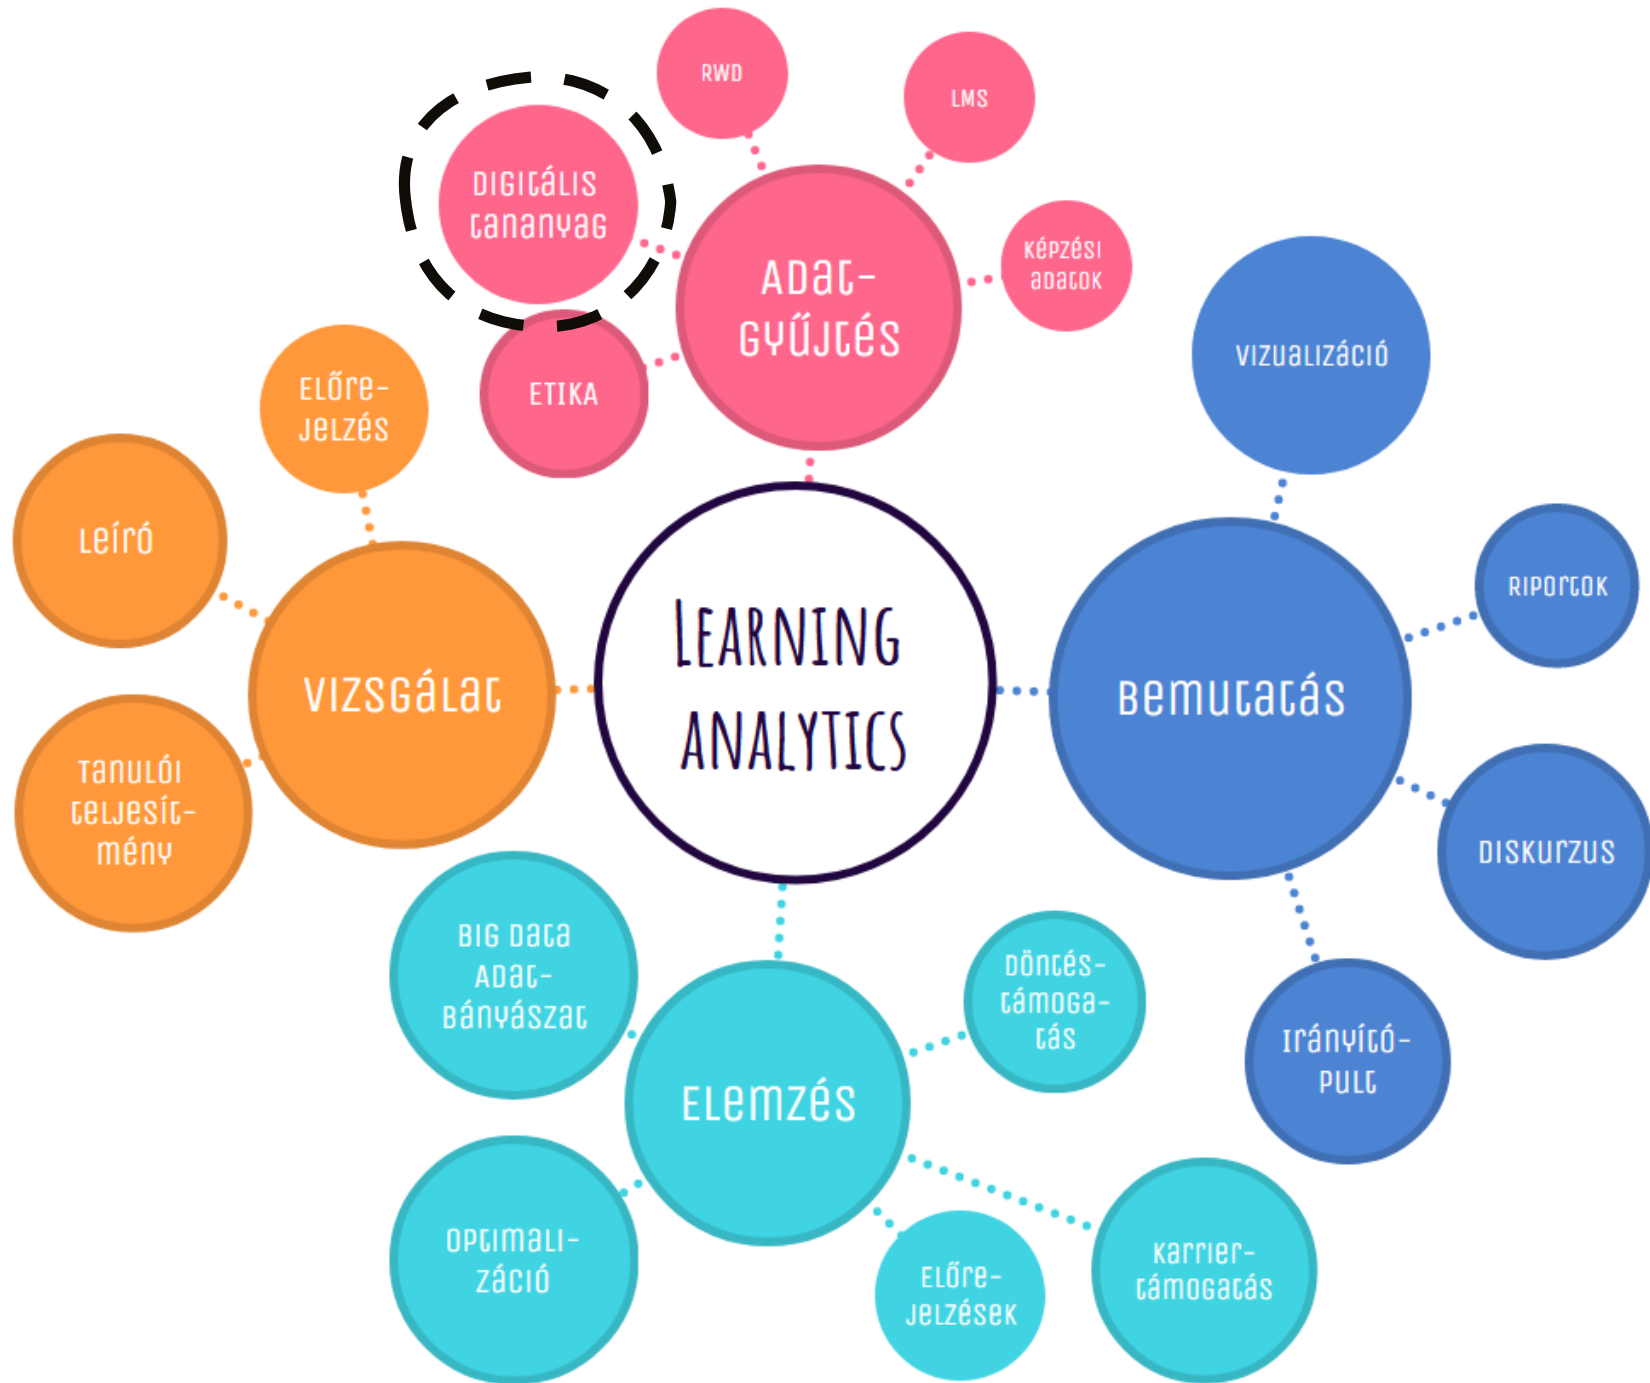 RWD
LMS
Digitális
tananyag
Képzési
adatok
Adat-
gyűjtés
Etika
Vizualizáció
Előre-
jelzés
Leíró
Riportok
Learning
analytics
Vizsgálat
Bemutatás
Tanulói
teljesít-
mény
Diskurzus
Big Data
Adat-
bányászat
Döntés-
támoga-
tás
Irányító-
pult
Elemzés
Optimali-
záció
Előre-
jelzések
Karrier-
támogatás